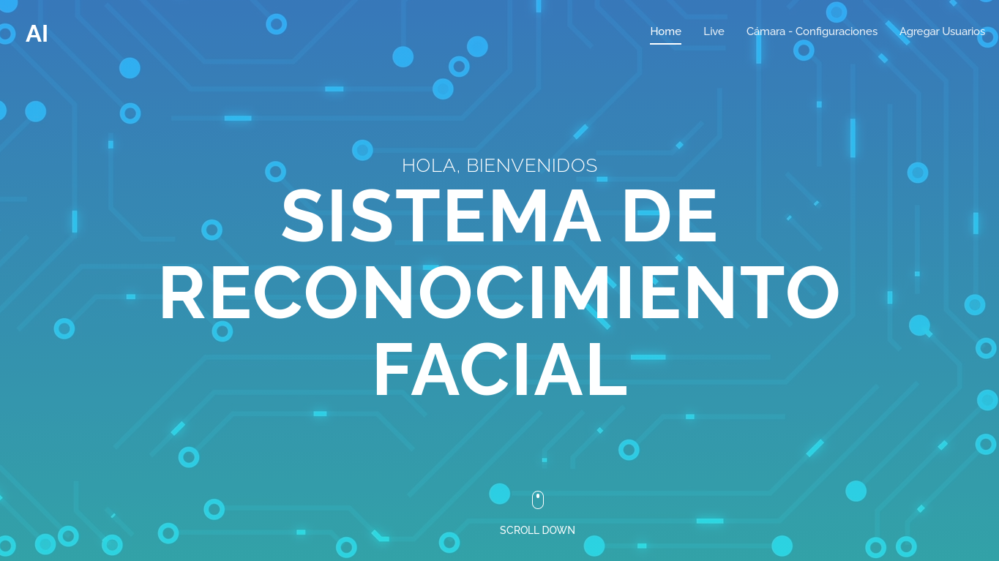 AI
Home Live Cámara - Configuraciones Agregar Usuarios
HOLA, BIENVENIDOS
SISTEMA DE
RECONOCIMIENTO
FACIAL
SCROLL DOWN